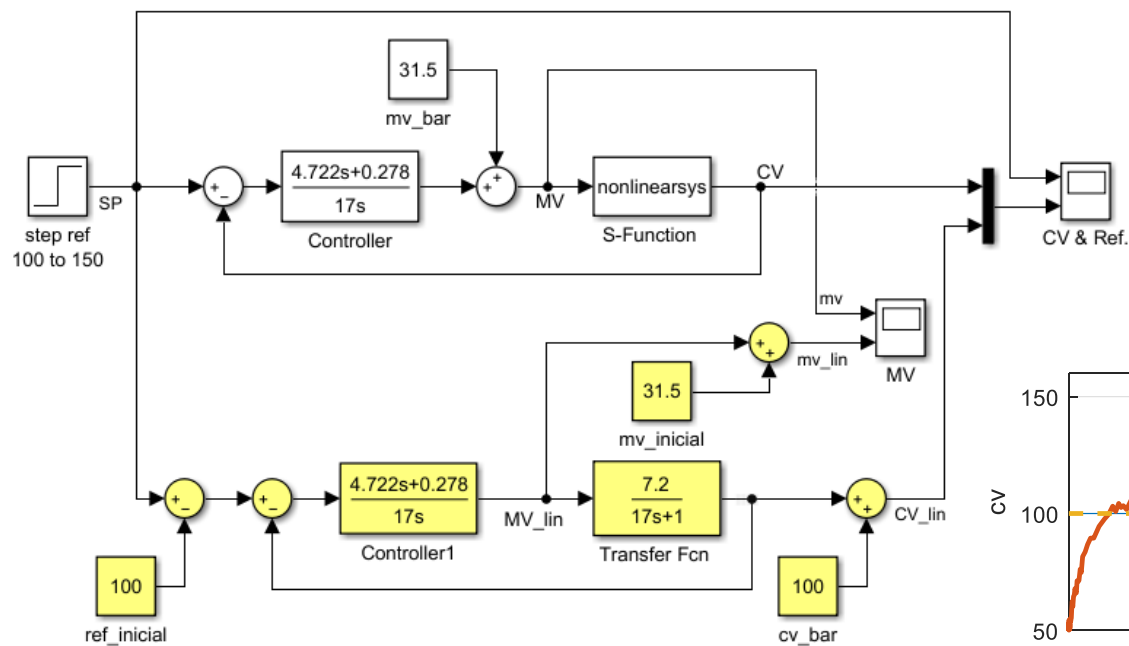 31.5
mv_bar
SP
step ref
100 to 150
+
−
4.722s+0.278
17s
Controller
+
+
MV
nonlinearsys
S-Function
CV
CV & Ref.
mv
+
+
mv_lin
MV
31.5
mv_inicial
+
−
+
−
4.722s+0.278
17s
Controller1
MV_lin
7.2
17s+1
Transfer Fcn
+
+
CV_lin
100
ref_inicial
100
cv_bar
150
100
50
cv